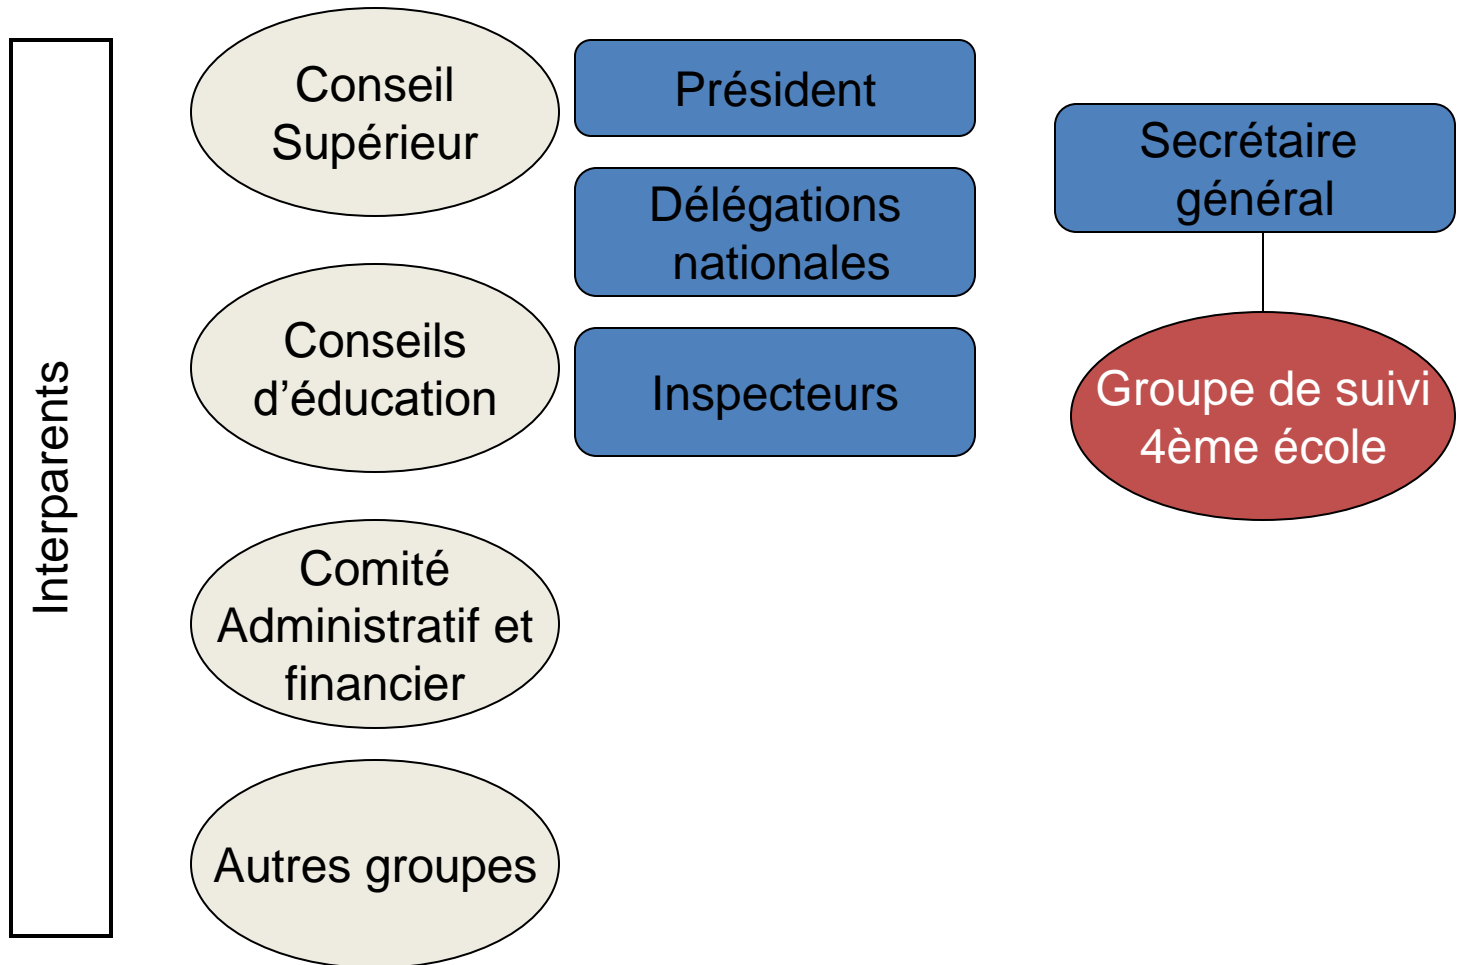 Interparents
Conseil
Supérieur
Conseils
d’éducation
Comité
Administratif et
financier
Autres groupes
Président
Délégations
nationales
Inspecteurs
Secrétaire
général
Groupe de suivi
4ème école